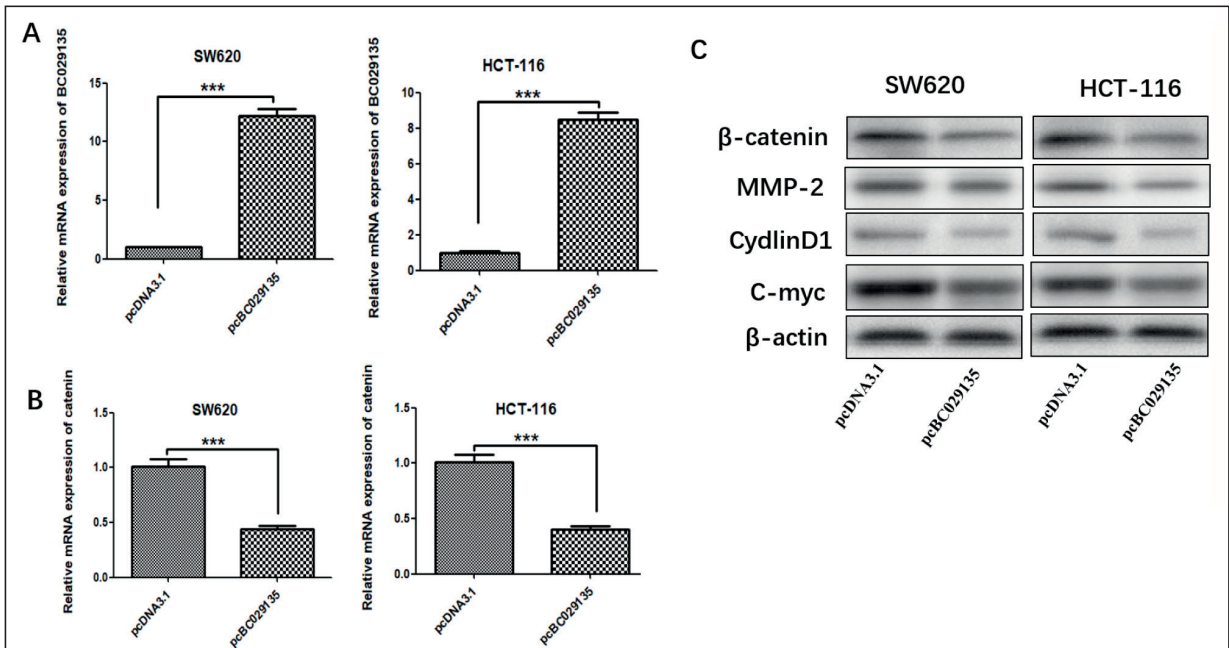 A
SW620
Relative mRNA expression of BC029135
15
10
5
0
***
pcDNA3.1
pcBC029135
HCT-116
Relative mRNA expression of BC029135
10
8
6
4
2
0
***
pcDNA3.1
pcBC029135
B
SW620
Relative mRNA expression of catenin
1.5
1.0
0.5
0.0
***
pcDNA3.1
pcBC029135
HCT-116
Relative mRNA expression of catenin
1.5
1.0
0.5
0.0
***
pcDNA3.1
pcBC029135
C
SW620 HCT-116
β-catenin
MMP-2
CydlinD1
C-myc
β-actin
pcDNA3.1 pcBC029135 pcDNA3.1 pcBC029135